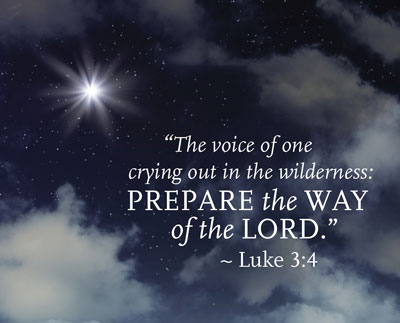 “The voice of one
crying out in the wilderness:
PREPARE the WAY
of the LORD.”
~ Luke 3:4